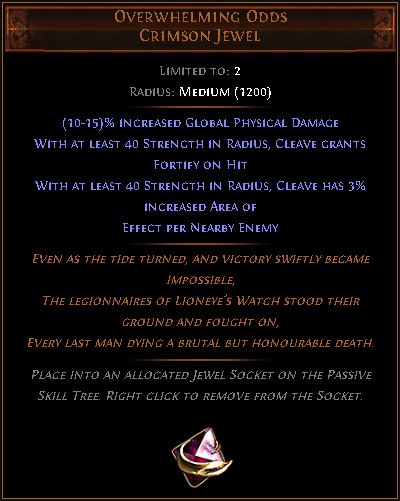 Overwhelming Odds
Crimson Jewel
Limited to: 2
Radius: Medium (1200)
(10-15)% increased Global Physical Damage
With at least 40 Strength in Radius, Cleave grants
Fortify on Hit
With at least 40 Strength in Radius, Cleave has 3%
increased Area of
Effect per Nearby Enemy
Even as the tide turned, and victory swiftly became
impossible,
The legionnaires of Lioneye's Watch stood their
ground and fought on,
Every last man dying a brutal but honourable death.
Place into an allocated Jewel Socket on the Passive
Skill Tree. Right click to remove from the Socket.